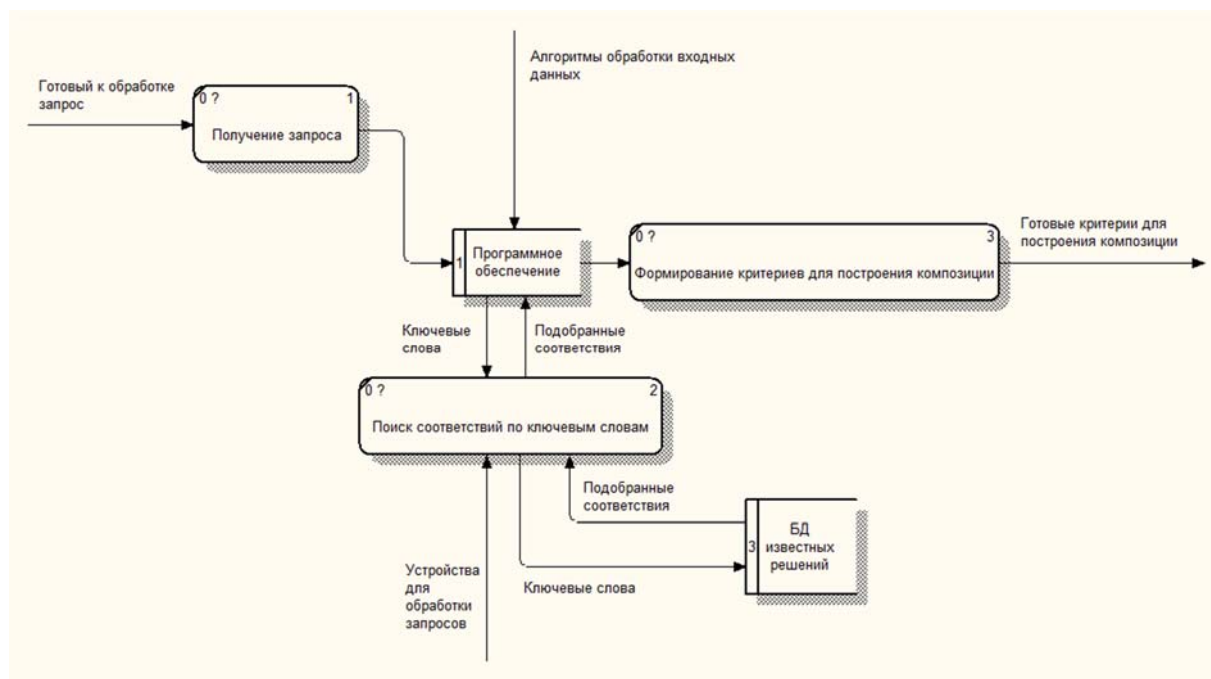 Алгоритмы обработки входных
данных
Готовый к обработке
запрос
0 ?
1
Получение запроса
Готовые критерии для
построения композиции
0 ?
3
Формирование критериев для построения композиции
1
Программное
обеспечение
Ключевые
слова
Подобранные
соответствия
0 ?
2
Поиск соответствий по ключевым словам
Подобранные
соответствия
3
БД
известных
решений
Устройства
для
обработки
запросов
Ключевые слова